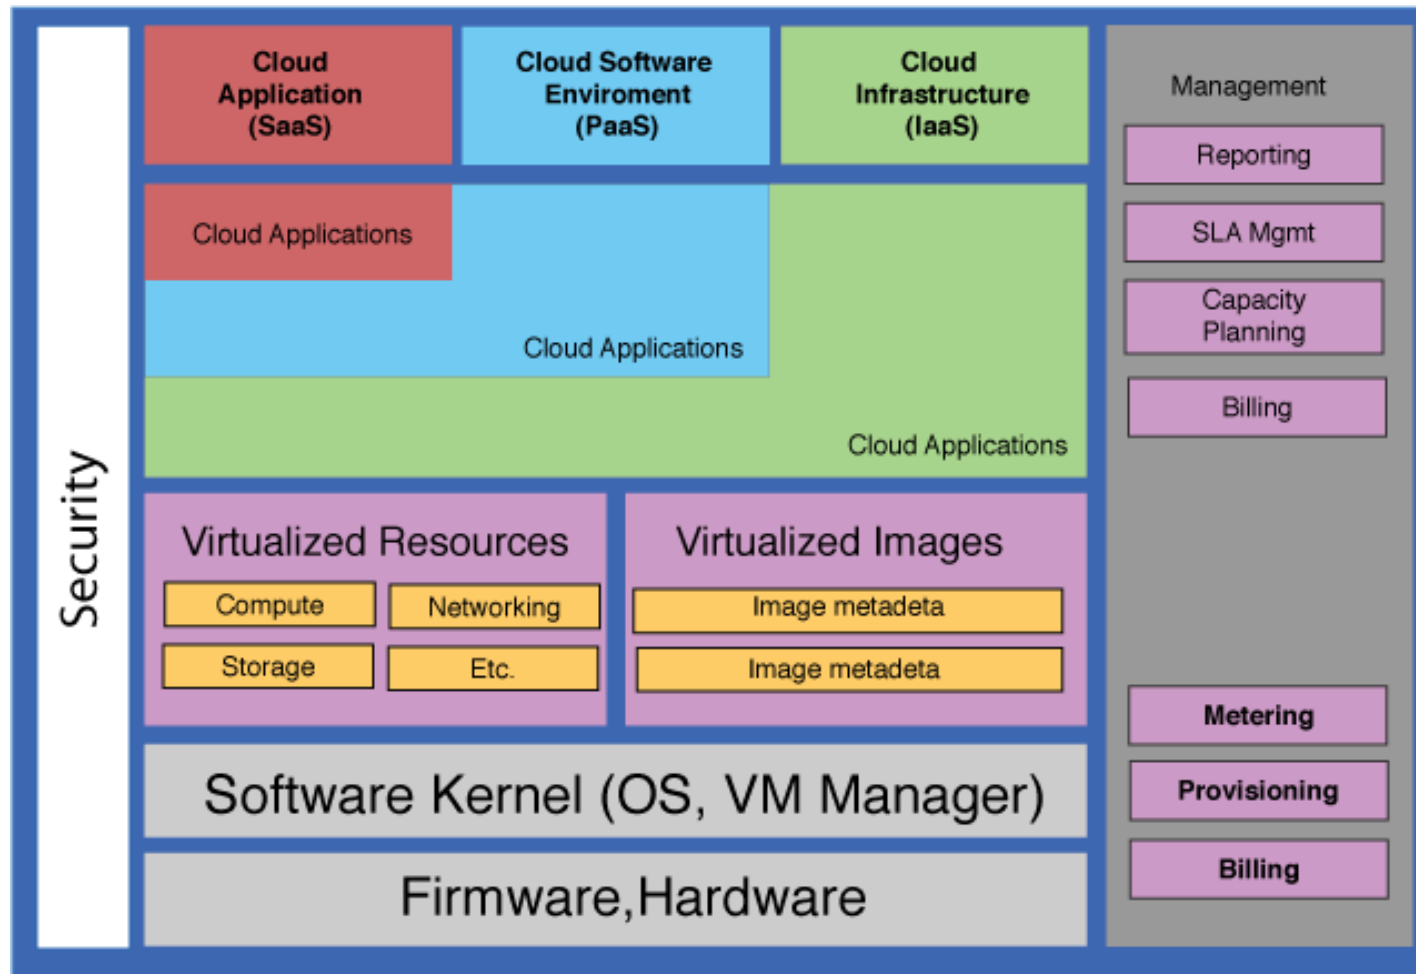 Security
Cloud
Application
(SaaS)
Cloud Software
Enviroment
(PaaS)
Cloud
Infrastructure
(IaaS)
Cloud Applications
Cloud Applications
Cloud Applications
Virtualized Resources
Compute
Networking
Storage
Etc.
Virtualized Images
Image metadeta
Image metadeta
Software Kernel (OS, VM Manager)
Firmware,Hardware
Management
Reporting
SLA Mgmt
Capacity
Planning
Billing
Metering
Provisioning
Billing